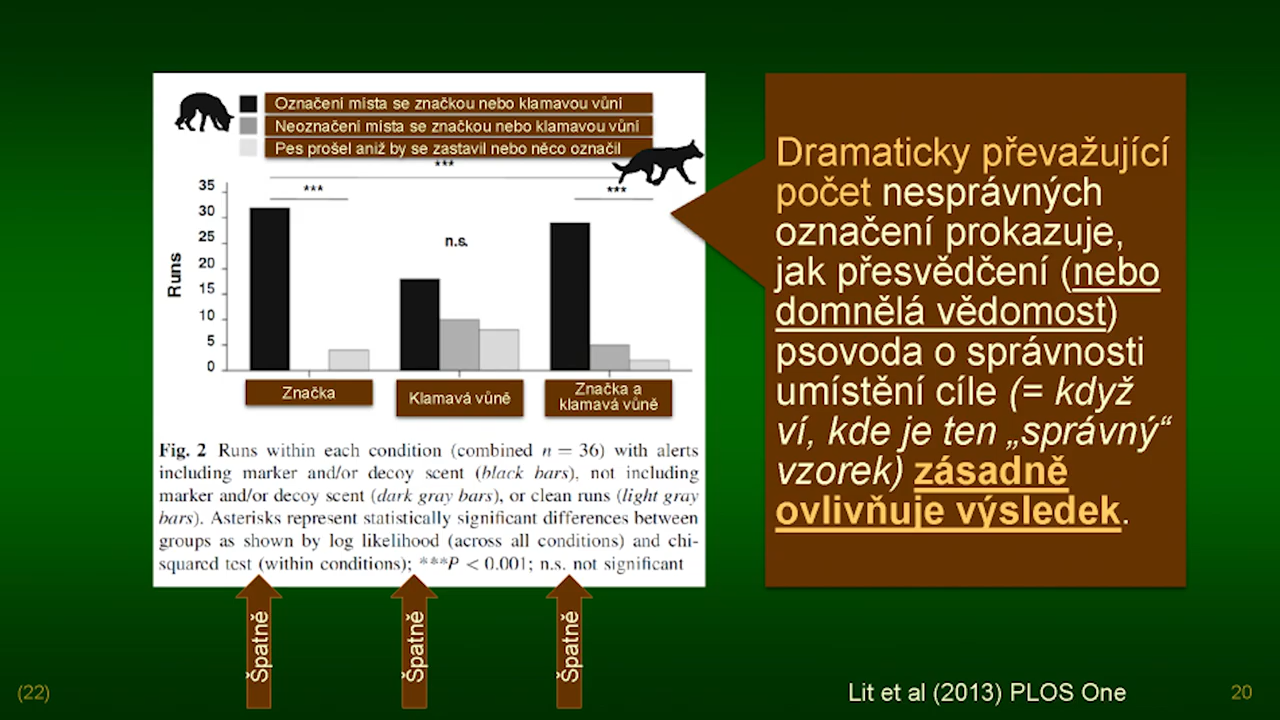 Označení místa se značkou nebo klamavou vůní
Neoznačení místa se značkou nebo klamavou vůní
Pes prošel aniž by se zastavil nebo něco označil
***
***
***
35
30
25
20
15
10
5
0
Runs
n.s.
Značka
Klamavá vůně
Značka a
klamavá vůně
Fig. 2 Runs within each condition (combined n = 36) with alerts
including marker and/or decoy scent (black bars), not including
marker and/or decoy scent (dark gray bars), or clean runs (light gray
bars). Asterisks represent statistically significant differences between
groups as shown by log likelihood (across all conditions) and chi-
squared test (within conditions); ***P < 0.001; n.s. not significant
Špatně
Špatně
Špatně
Dramaticky převažující
počet nesprávných
označení prokazuje,
jak přesvědčení (nebo
domnělá vědomost)
psovoda o správnosti
umístění cíle (= když
ví, kde je ten „správný“
vzorek) zásadně
ovlivňuje výsledek.
(22)
Lit et al (2013) PLOS One
20